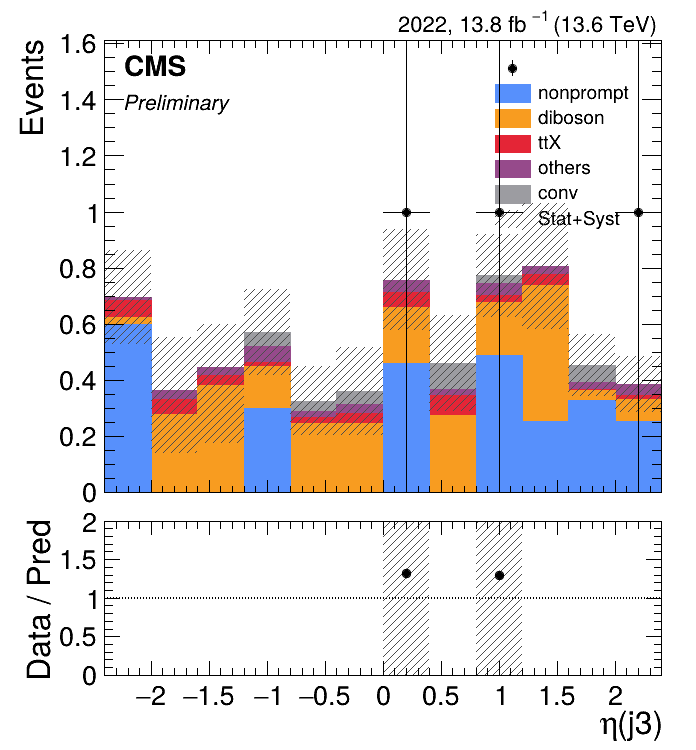 2022, 13.8 fb⁻¹ (13.6 TeV)
CMS
Preliminary
nonprompt
diboson
ttX
others
conv
Stat+Syst
Events
1.6
1.4
1.2
1
0.8
0.6
0.4
0.2
0
Data / Pred
2
1.5
1
0.5
0
−2 −1.5 −1 −0.5 0 0.5 1 1.5 2
η(j3)